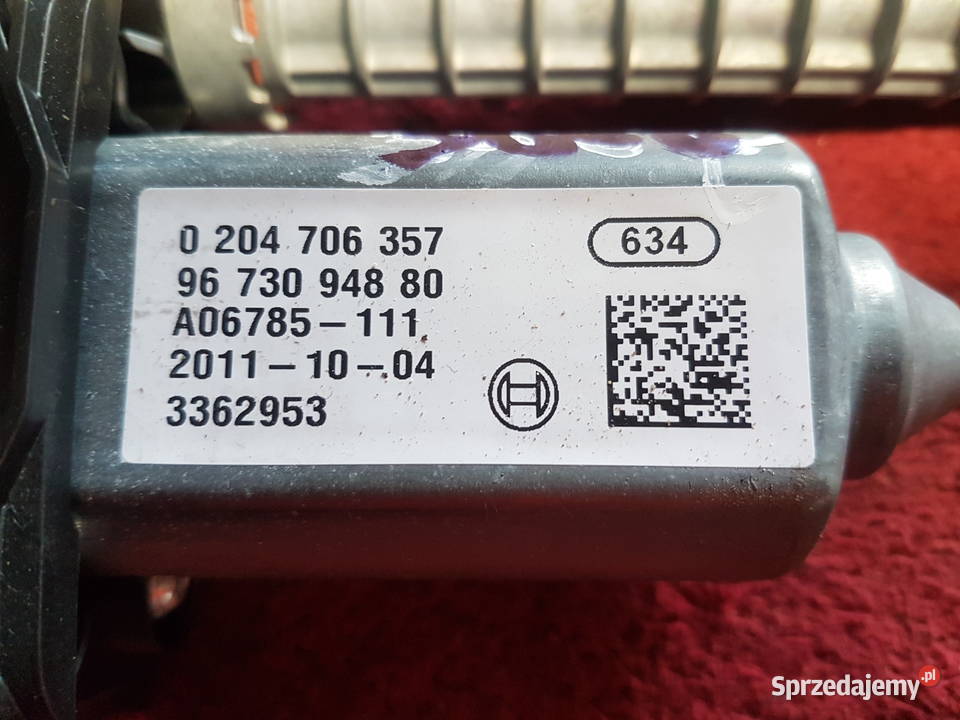 0 204 706 357
634
96 730 948 80
A06785-111
2011-10-04
3362953
Sprzedajemy.pl